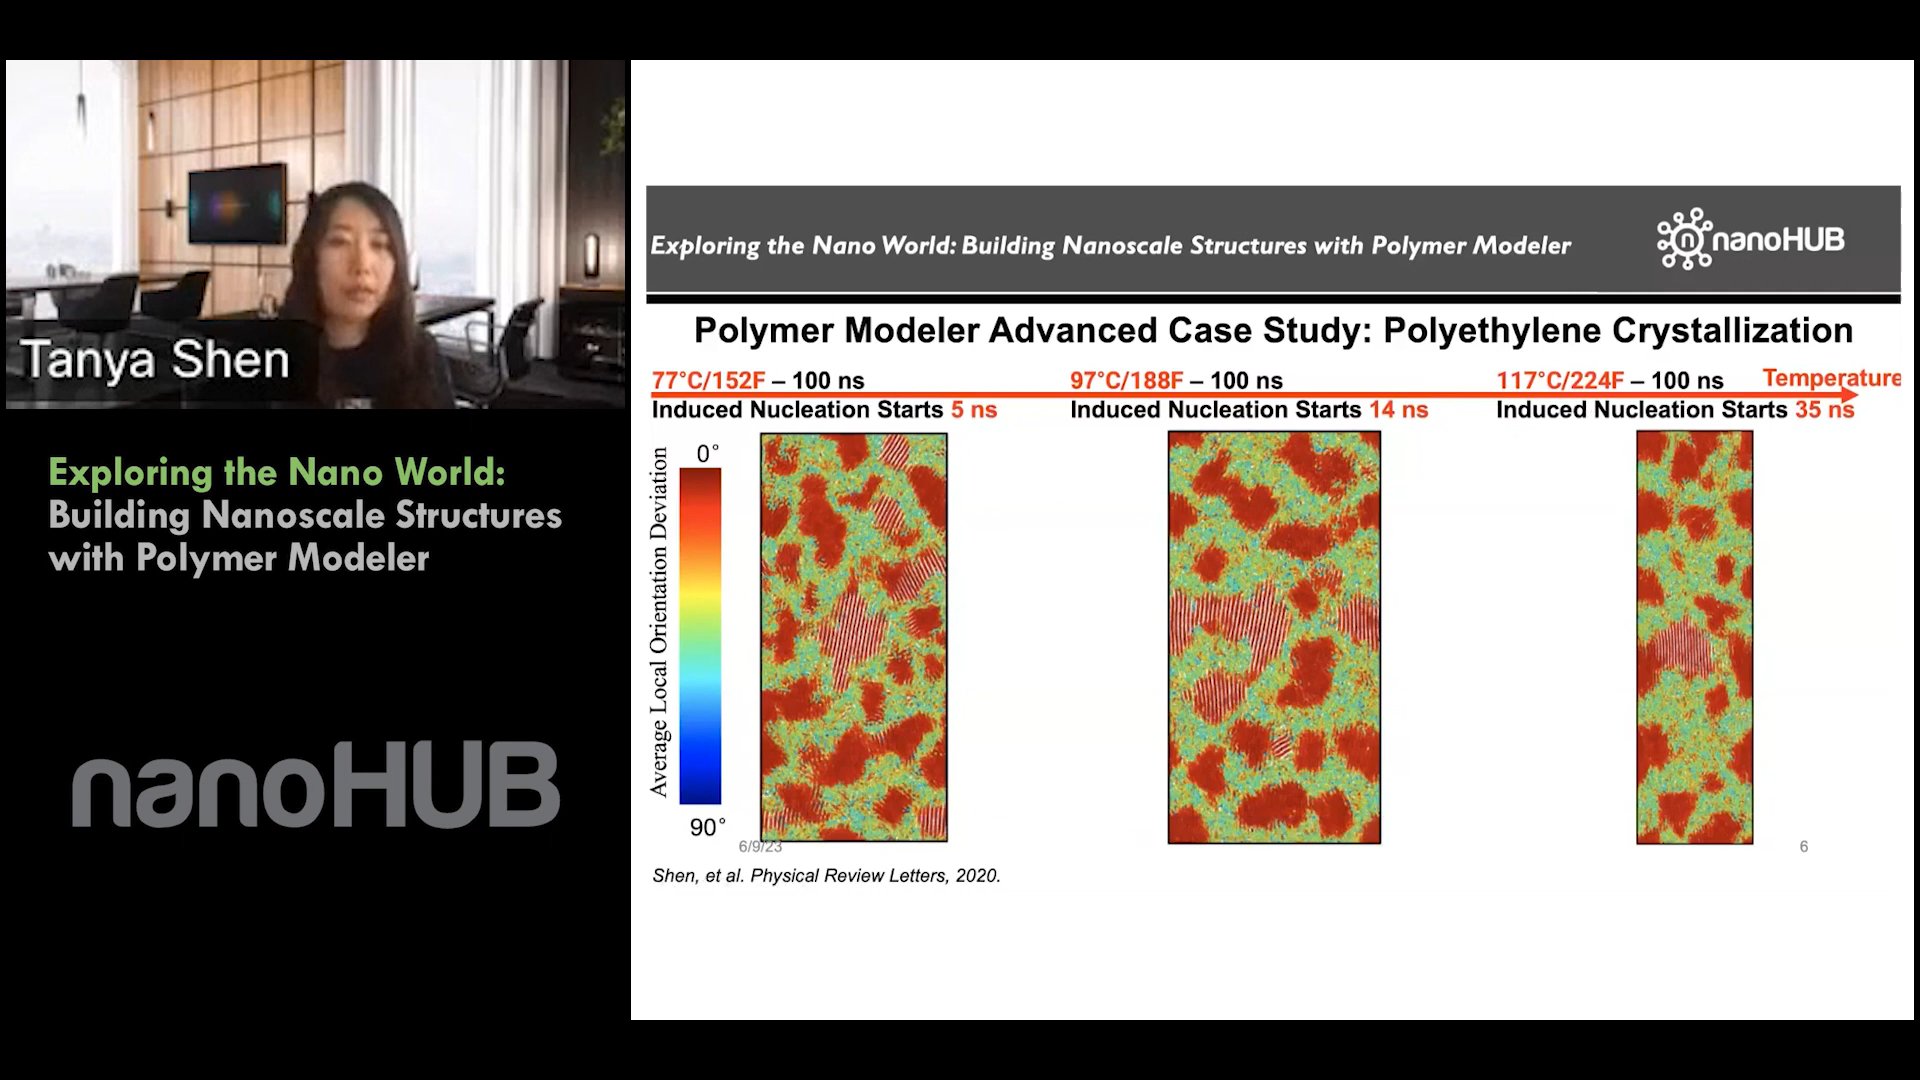 Tanya Shen
Exploring the Nano World:
Building Nanoscale Structures
with Polymer Modeler
nanoHUB
Exploring the Nano World: Building Nanoscale Structures with Polymer Modeler
nanoHUB
Polymer Modeler Advanced Case Study: Polyethylene Crystallization
77°C/152F – 100 ns
Induced Nucleation Starts 5 ns
97°C/188F – 100 ns
Induced Nucleation Starts 14 ns
117°C/224F – 100 ns
Temperature
Induced Nucleation Starts 35 ns
0°
Average Local Orientation Deviation
90°
6/9/23
6
Shen, et al. Physical Review Letters, 2020.